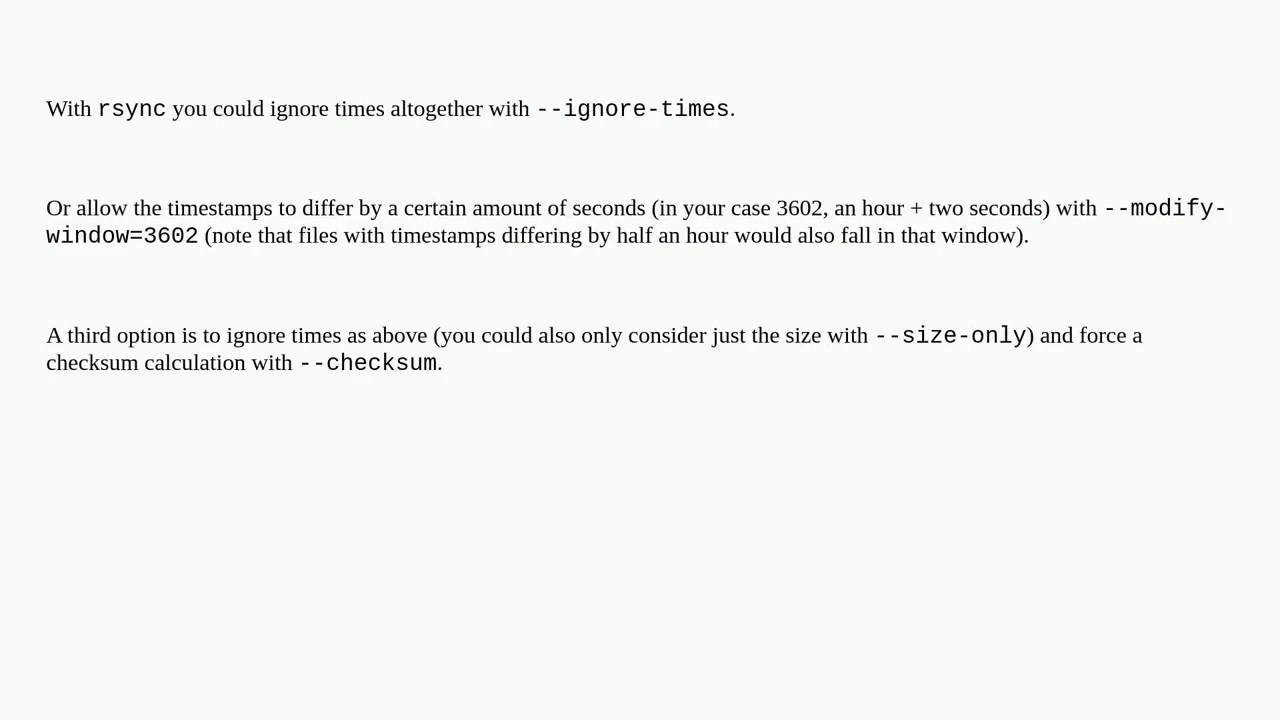 With rsync you could ignore times altogether with --ignore-times.
Or allow the timestamps to differ by a certain amount of seconds (in your case 3602, an hour + two seconds) with --modify-
window=3602 (note that files with timestamps differing by half an hour would also fall in that window).
A third option is to ignore times as above (you could also only consider just the size with --size-only) and force a
checksum calculation with --checksum.